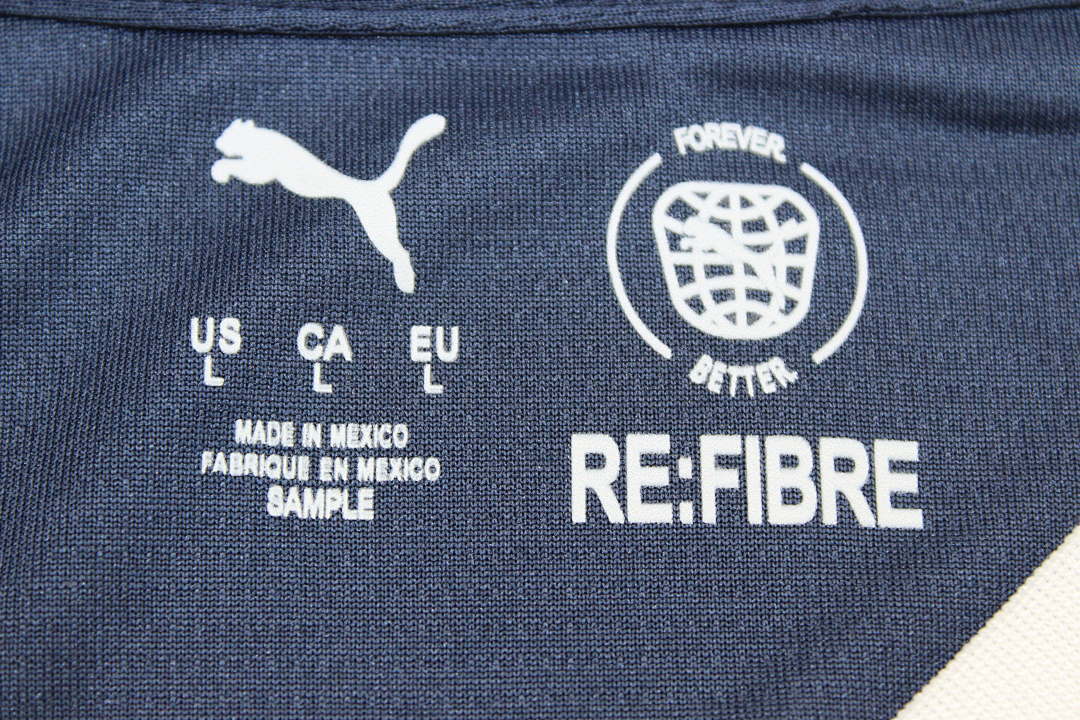 US CA EU
L L L
MADE IN MEXICO
FABRIQUE EN MEXICO
SAMPLE
FOREVER.
BETTER.
RE:FIBRE